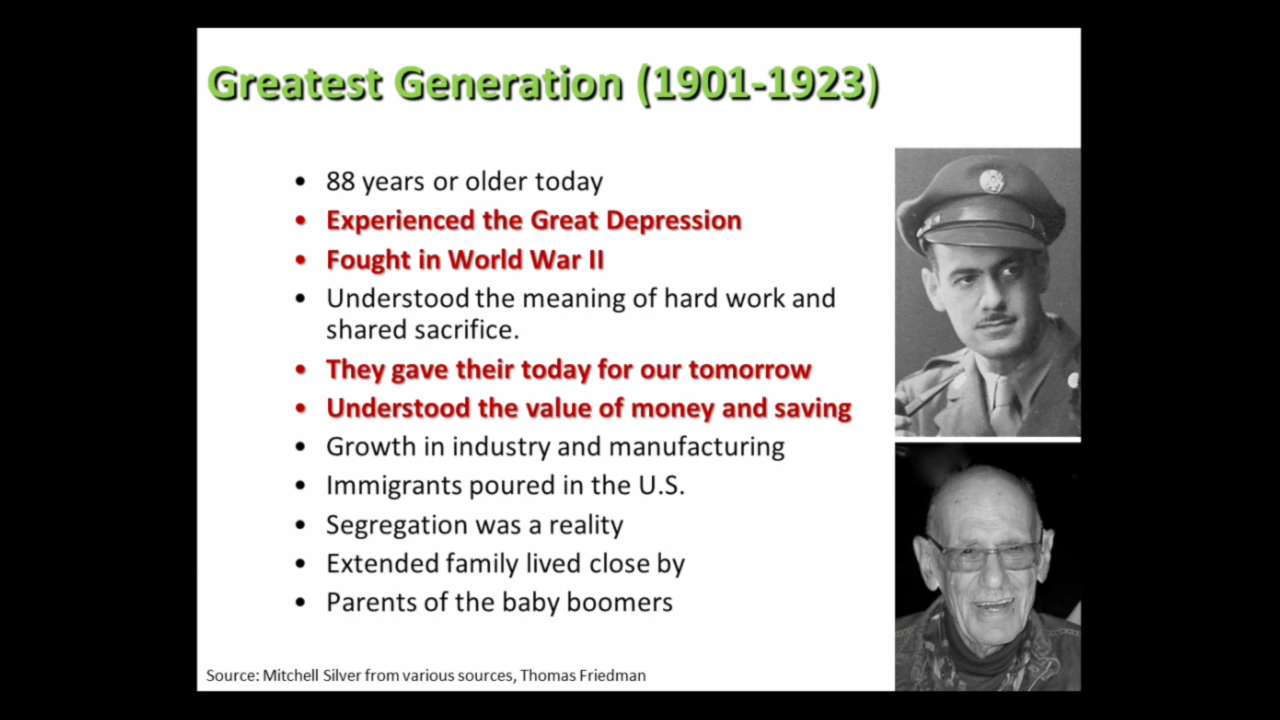 Greatest Generation (1901-1923)
• 88 years or older today
• Experienced the Great Depression
• Fought in World War II
• Understood the meaning of hard work and
shared sacrifice.
• They gave their today for our tomorrow
• Understood the value of money and saving
• Growth in industry and manufacturing
• Immigrants poured in the U.S.
• Segregation was a reality
• Extended family lived close by
• Parents of the baby boomers
Source: Mitchell Silver from various sources, Thomas Friedman